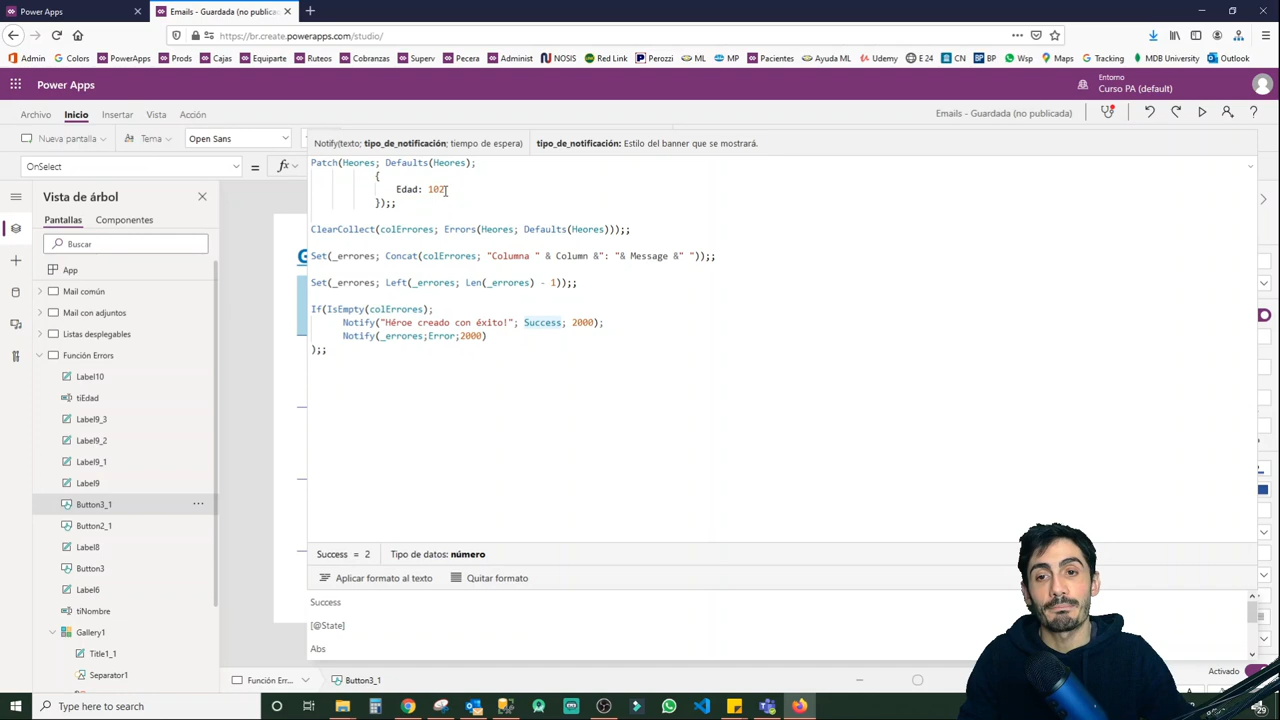 Power Apps
Emails - Guardada (no publicada)
https://br.create.powerapps.com/studio/
Admin Colors PowerApps Prods Cajas Equiparte Ruteos Cobranzas Superv Pecera Administ NOSIS Red Link Perozzi ML MP Pacientes Ayuda ML Udemy E 24 CN BP Wsp Maps Tracking MDB University Outlook
Power Apps
Entorno
Curso PA (default)
Archivo Inicio Insertar Vista Acción
Emails - Guardada (no publicada)
Nueva pantalla Tema Open Sans
Notify(texto; tipo_de_notificación; tiempo de espera) tipo_de_notificación: Estilo del banner que se mostrará.
OnSelect = fx
Patch(Heores; Defaults(Heores);
{
Edad: 102
});;
ClearCollect(colErrores; Errors(Heores; Defaults(Heores)));;
Set(_errores; Concat(colErrores; "Columna " & Column &": "& Message &" "));;
Set(_errores; Left(_errores; Len(_errores) - 1));;
If(IsEmpty(colErrores);
Notify("Héroe creado con éxito!"; Success; 2000);
Notify(_errores;Error;2000)
);;
Vista de árbol
Pantallas Componentes
Buscar
App
Mail común
Mail con adjuntos
Listas desplegables
Función Errors
Label10
tiEdad
Label9_3
Label9_2
Label9_1
Label9
Button3_1 ...
Button2_1
Label8
Button3
Label6
tiNombre
Gallery1
Title1_1
Separator1
Success = 2 Tipo de datos: número
Aplicar formato al texto Quitar formato
Success
[@State]
Abs
Función Err... Button3_1
Activado
Type here to search
29